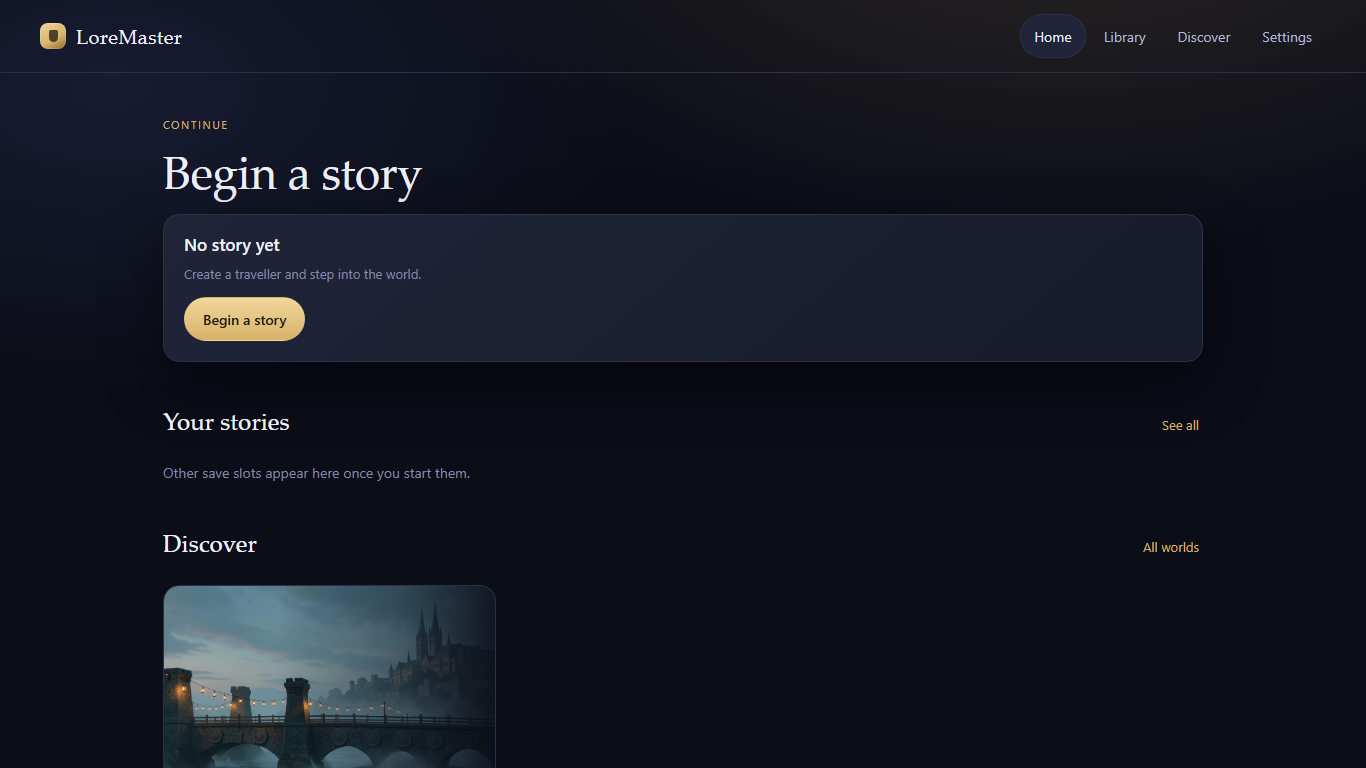 LoreMaster
Home
Library
Discover
Settings
CONTINUE
Begin a story
No story yet
Create a traveller and step into the world.
Begin a story
Your stories
See all
Other save slots appear here once you start them.
Discover
All worlds